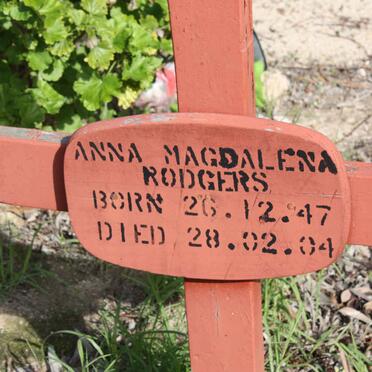 ANNA MAGDALENA
RODGERS
BORN 26.12.47
DIED 28.02.04